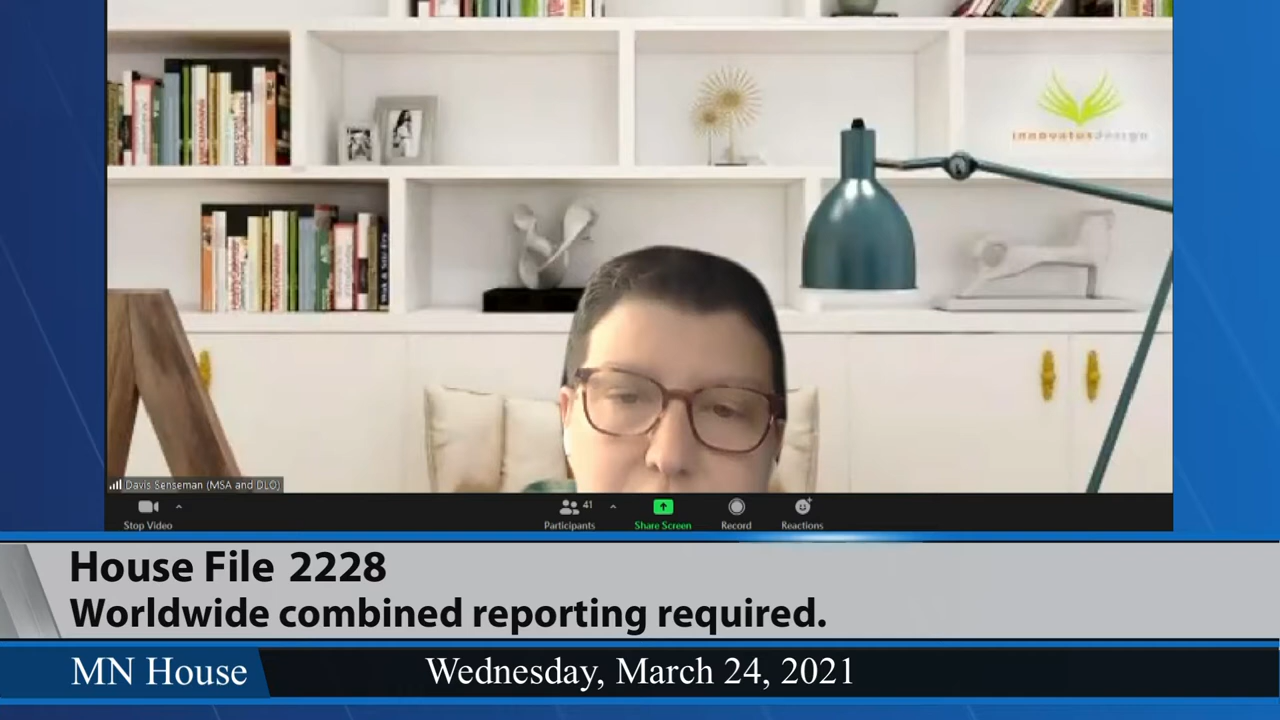 innovatusdesign
Davis Senseman (MSA and DLO)
41
Stop Video
Participants
Share Screen
Record
Reactions
House File 2228
Worldwide combined reporting required.
MN House
Wednesday, March 24, 2021